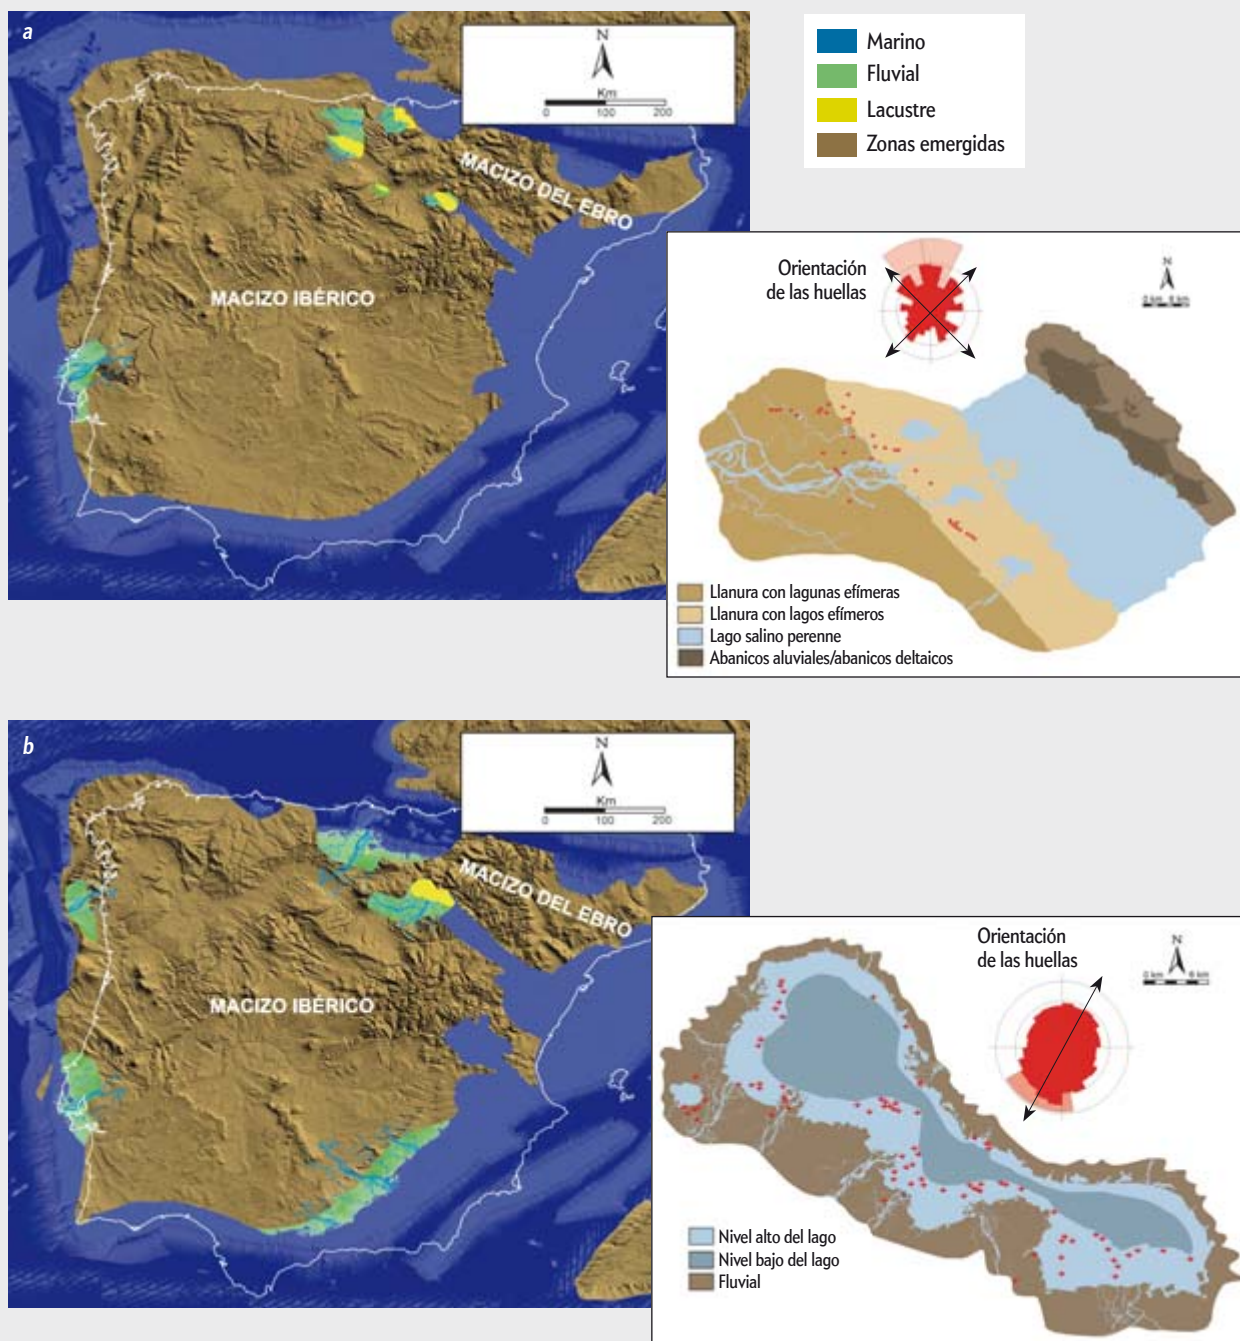 a
N
Km
0 100 200
MACIZO DEL EBRO
MACIZO IBÉRICO
Marino
Fluvial
Lacustre
Zonas emergidas
Orientación
de las huellas
N
Llanura con lagunas efímeras
Llanura con lagos efímeros
Lago salino perenne
Abanicos aluviales/abanicos deltaicos
b
N
Km
0 100 200
MACIZO DEL EBRO
MACIZO IBÉRICO
Orientación
de las huellas
N
Nivel alto del lago
Nivel bajo del lago
Fluvial